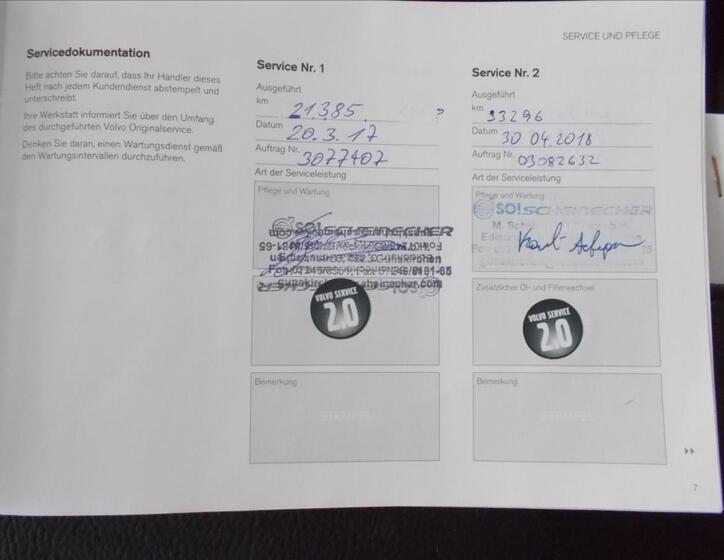 SERVICE UND PFLEGE
Servicedokumentation
Bitte achten Sie darauf, dass Ihr Händler dieses
Heft nach jedem Kundendienst abstempelt und
unterschreibt.
Ihre Werkstatt informiert Sie über den Umfang
des durchgeführten Volvo Originalservice.
Denken Sie daran, einen Wartungsdienst gemäß
den Wartungsintervallen durchzuführen.
Service Nr. 1
Ausgeführt
km 21385 ?
Datum 20.3.17
Auftrag Nr. 3077407
Art der Serviceleistung
Pflege und Wartung
VOLVO SERVICE
2.0
Bemerkung
STEMPEL
Service Nr. 2
Ausgeführt
km 33296
Datum 30.04.2018
Auftrag Nr. 03082632
Art der Serviceleistung
Pflege und Wartung
SO!SCHEINECKER
Zusätzlicher Öl- und Filterwechsel
VOLVO SERVICE
2.0
Bemerkung
STEMPEL
7